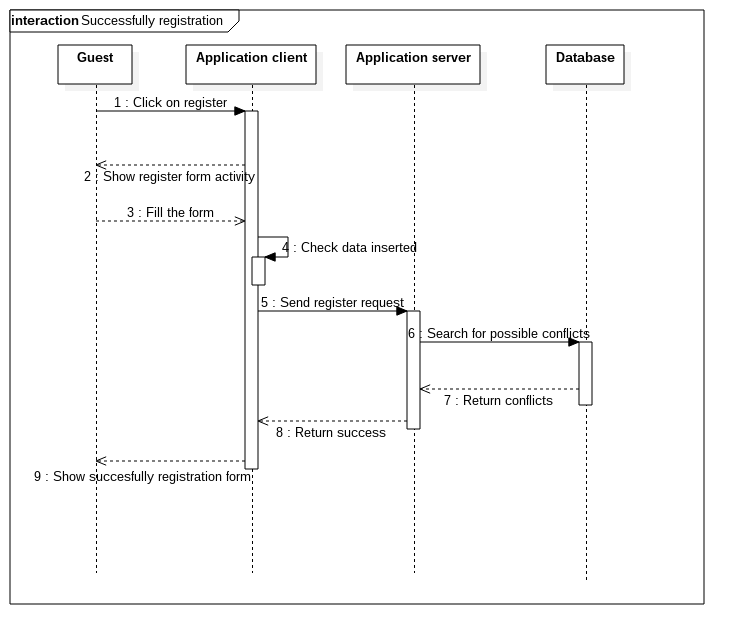 interaction Successfully registration
Guest
Application client
Application server
Database
1 : Click on register
2 : Show register form activity
3 : Fill the form
4 : Check data inserted
5 : Send register request
6 : Search for possible conflicts
7 : Return conflicts
8 : Return success
9 : Show succesfully registration form